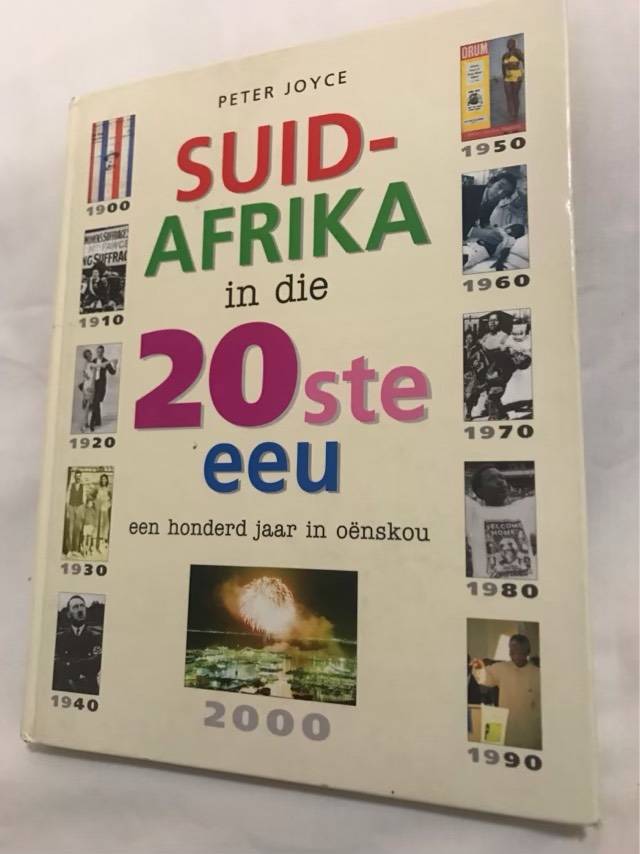 PETER JOYCE
SUID-
AFRIKA
in die
20ste
eeu
een honderd jaar in oënskou
1900
1910
1920
1930
1940
DRUM
1950
1960
1970
WELCOME
HOME
1980
1990
2000